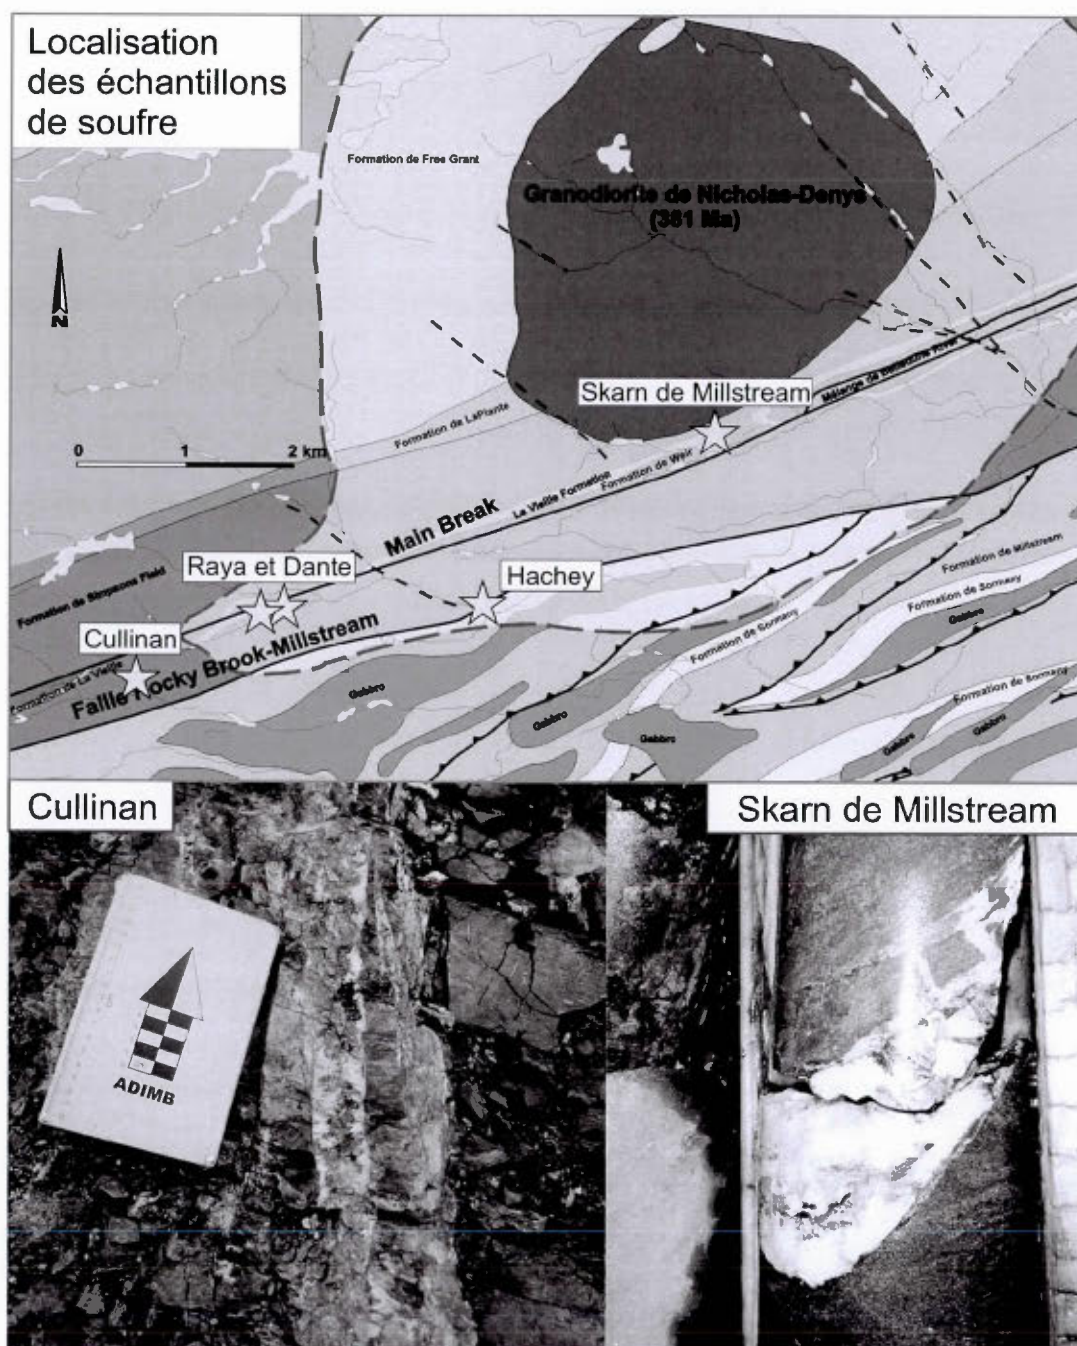 Localisation
des échantillons
de soufre
Formation de Free Grant
Granodiorite de Nicholas-Denys
(381 Ma)
N
Skarn de Millstream
Formation de LaPlante
0 1 2 km
La Vieille Formation
Formation de Weir
Main Break
Raya et Dante
Hachey
Formation de Simpsons Field
Formation de Millstream
Formation de Sormany
Gabbro
Formation de Sormany
Cullinan
Formation de La Vieille
Faille Rocky Brook-Millstream
Gabbro
Gabbro
Gabbro
Formation de Sormany
Gabbro
Gabbro
Cullinan
Skarn de Millstream
ADIMB